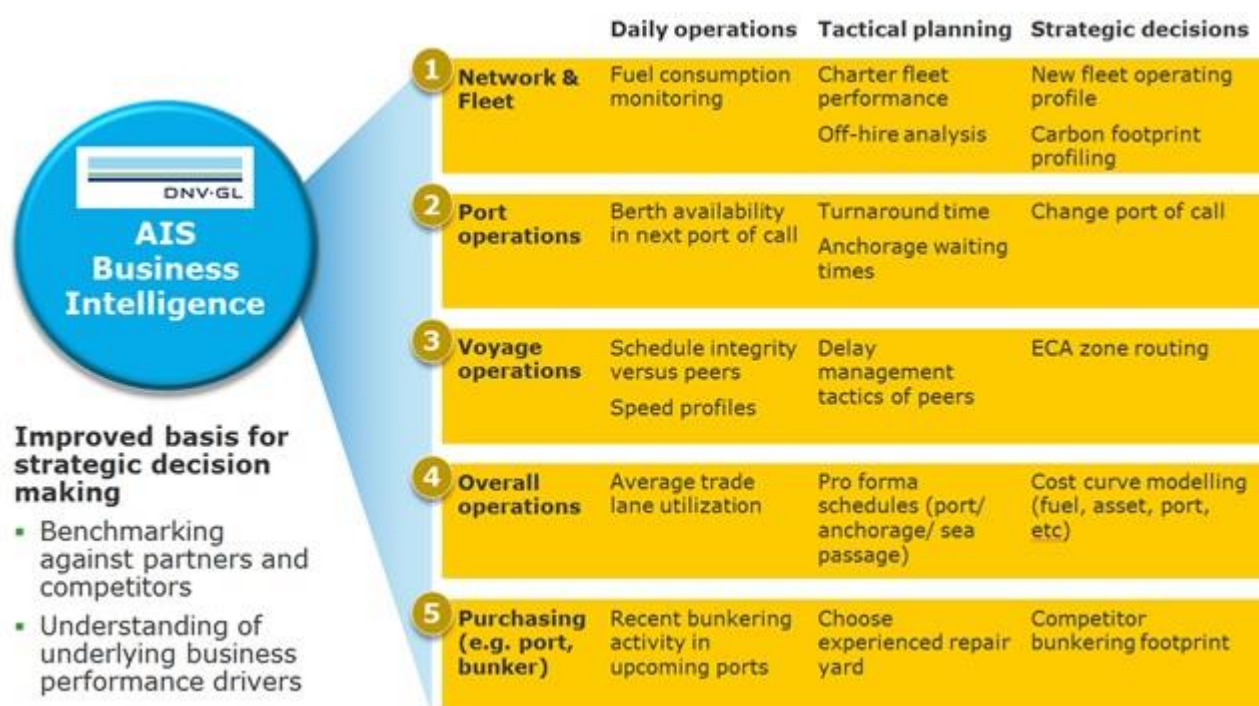 Daily operations Tactical planning Strategic decisions
1 Network & Fleet
Fuel consumption monitoring
Charter fleet performance
Off-hire analysis
New fleet operating profile
Carbon footprint profiling
2 Port operations
Berth availability in next port of call
Turnaround time
Anchorage waiting times
Change port of call
3 Voyage operations
Schedule integrity versus peers
Speed profiles
Delay management tactics of peers
ECA zone routing
4 Overall operations
Average trade lane utilization
Pro forma schedules (port/ anchorage/ sea passage)
Cost curve modelling (fuel, asset, port, etc)
5 Purchasing (e.g. port, bunker)
Recent bunkering activity in upcoming ports
Choose experienced repair yard
Competitor bunkering footprint
DNV·GL
AIS
Business
Intelligence
Improved basis for
strategic decision
making
▪ Benchmarking
against partners and
competitors
▪ Understanding of
underlying business
performance drivers